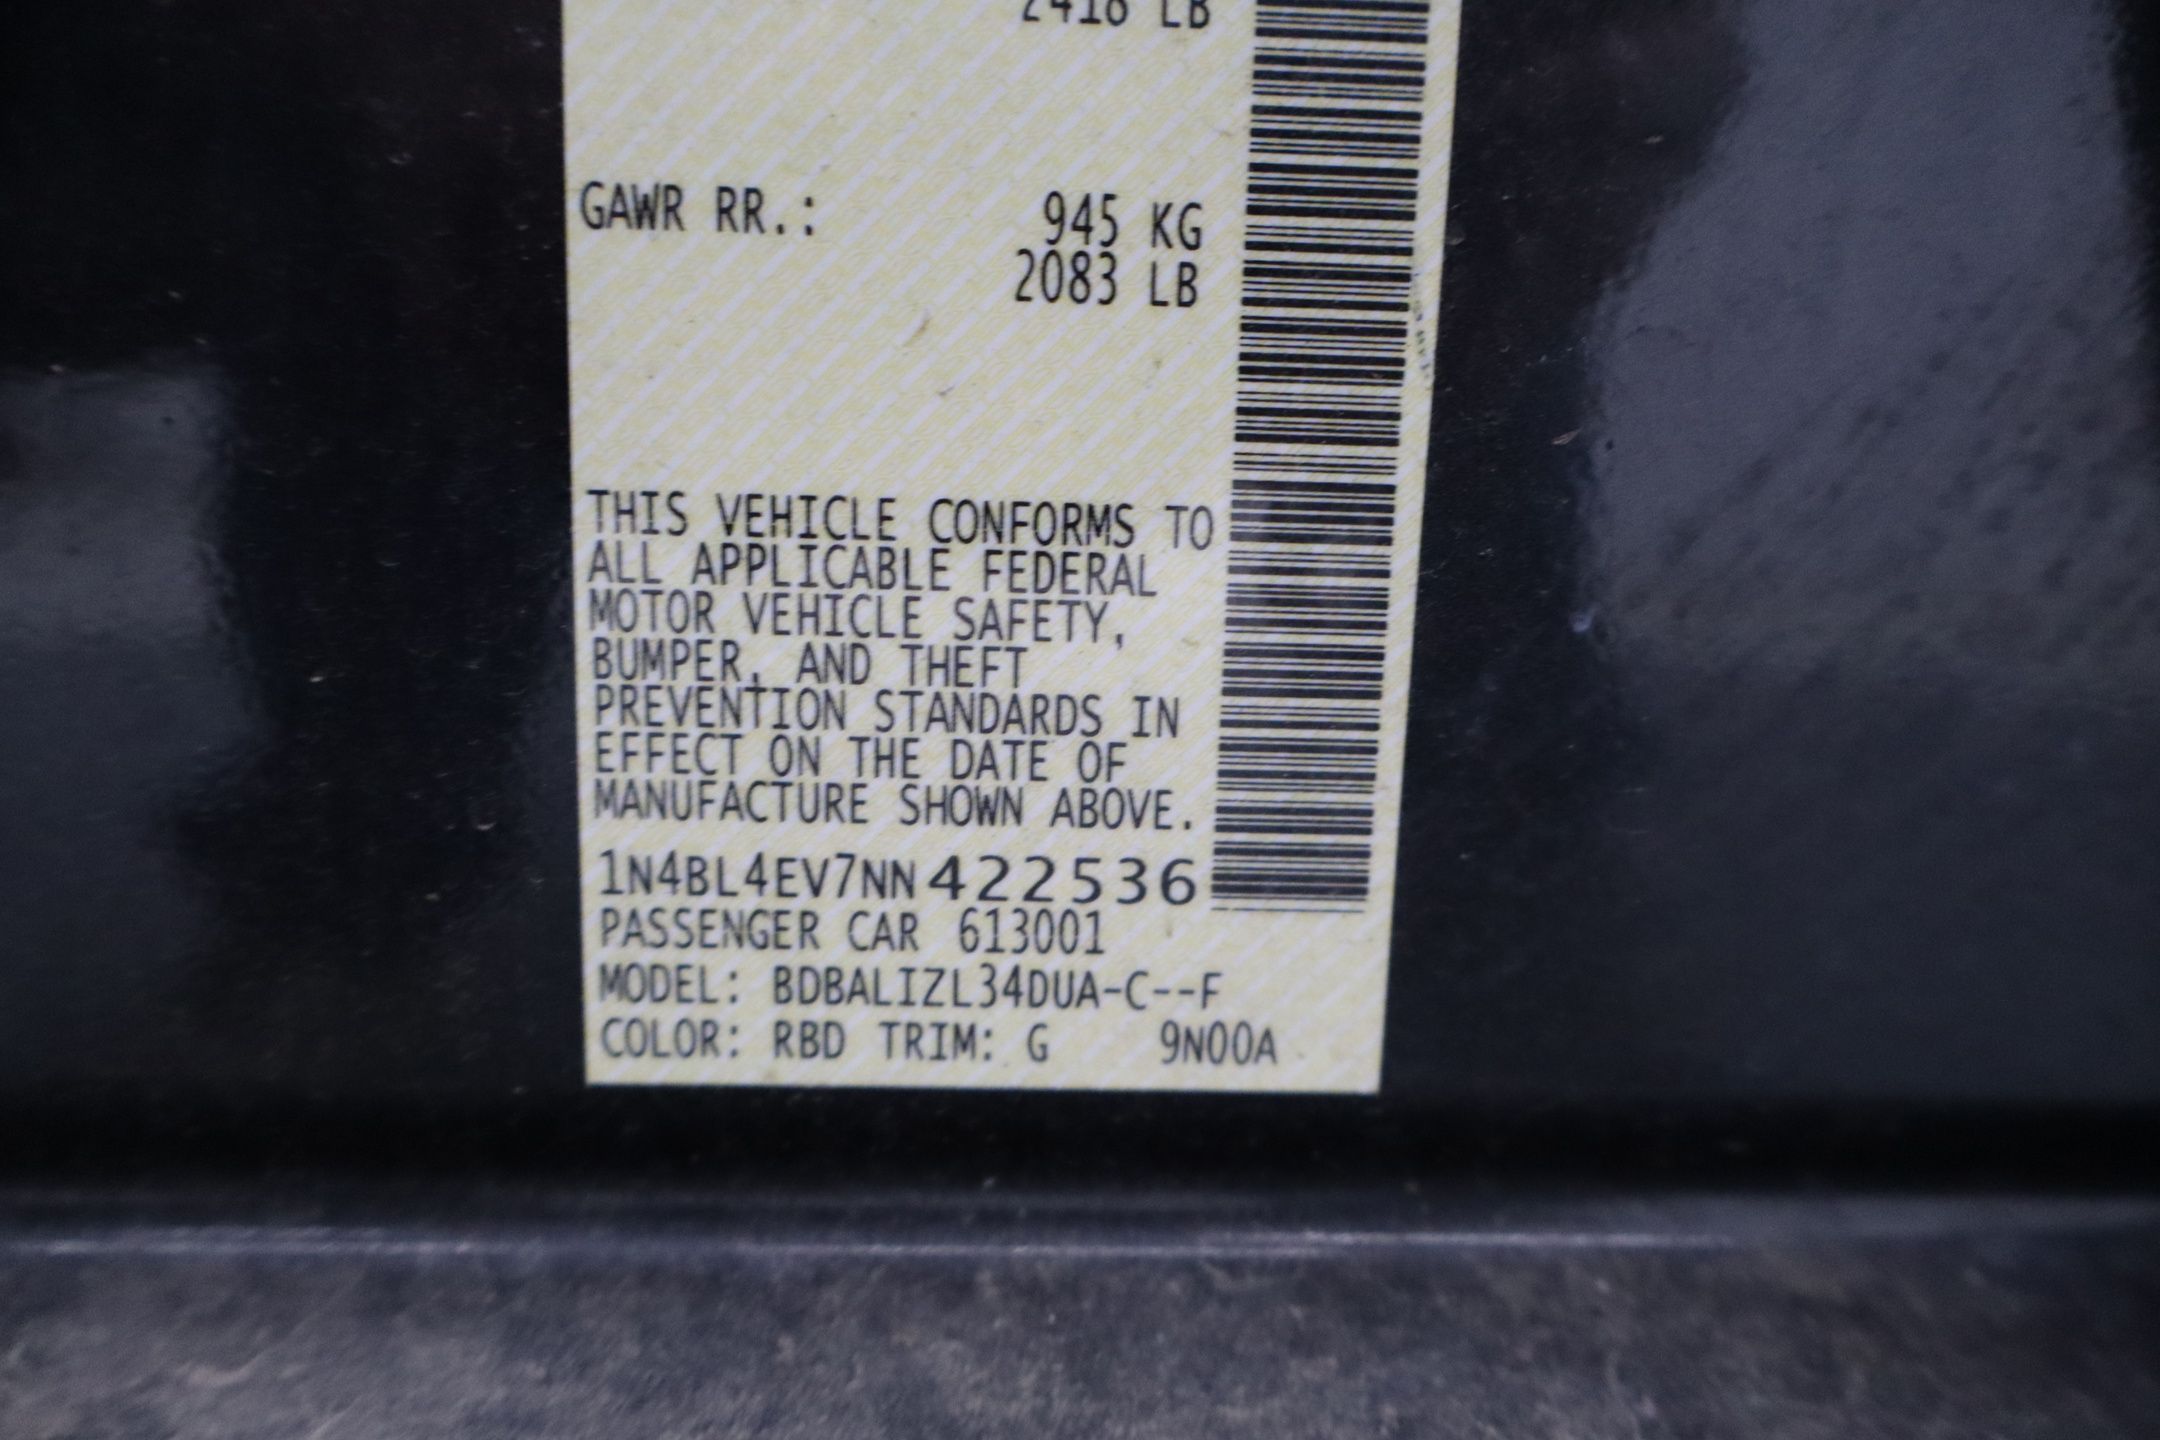 2418 LB
GAWR RR.: 945 KG
2083 LB
THIS VEHICLE CONFORMS TO
ALL APPLICABLE FEDERAL
MOTOR VEHICLE SAFETY,
BUMPER, AND THEFT
PREVENTION STANDARDS IN
EFFECT ON THE DATE OF
MANUFACTURE SHOWN ABOVE.
1N4BL4EV7NN422536
PASSENGER CAR 613001
MODEL: BDBALIZL34DUA-C--F
COLOR: RBD TRIM: G 9N00A